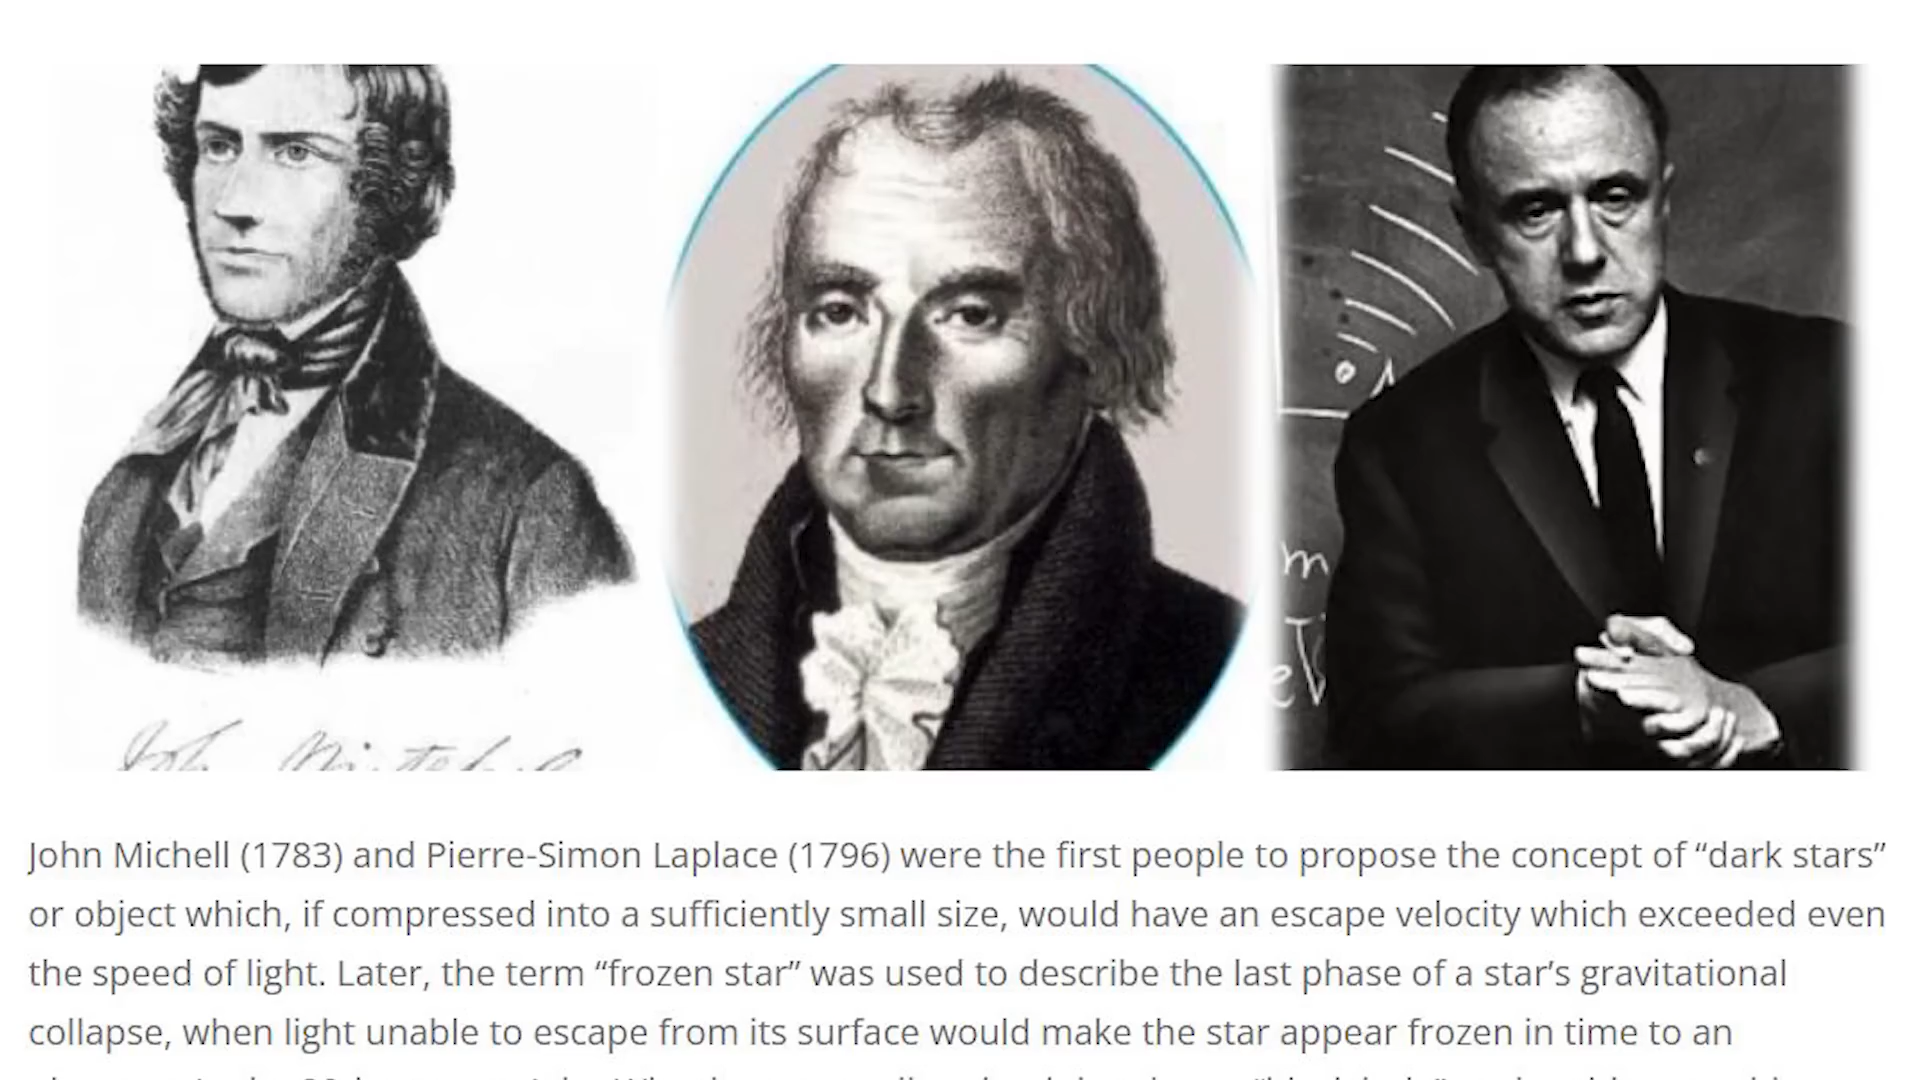 John
m
John Michell (1783) and Pierre-Simon Laplace (1796) were the first people to propose the concept of “dark stars”
or object which, if compressed into a sufficiently small size, would have an escape velocity which exceeded even
the speed of light. Later, the term “frozen star” was used to describe the last phase of a star’s gravitational
collapse, when light unable to escape from its surface would make the star appear frozen in time to an